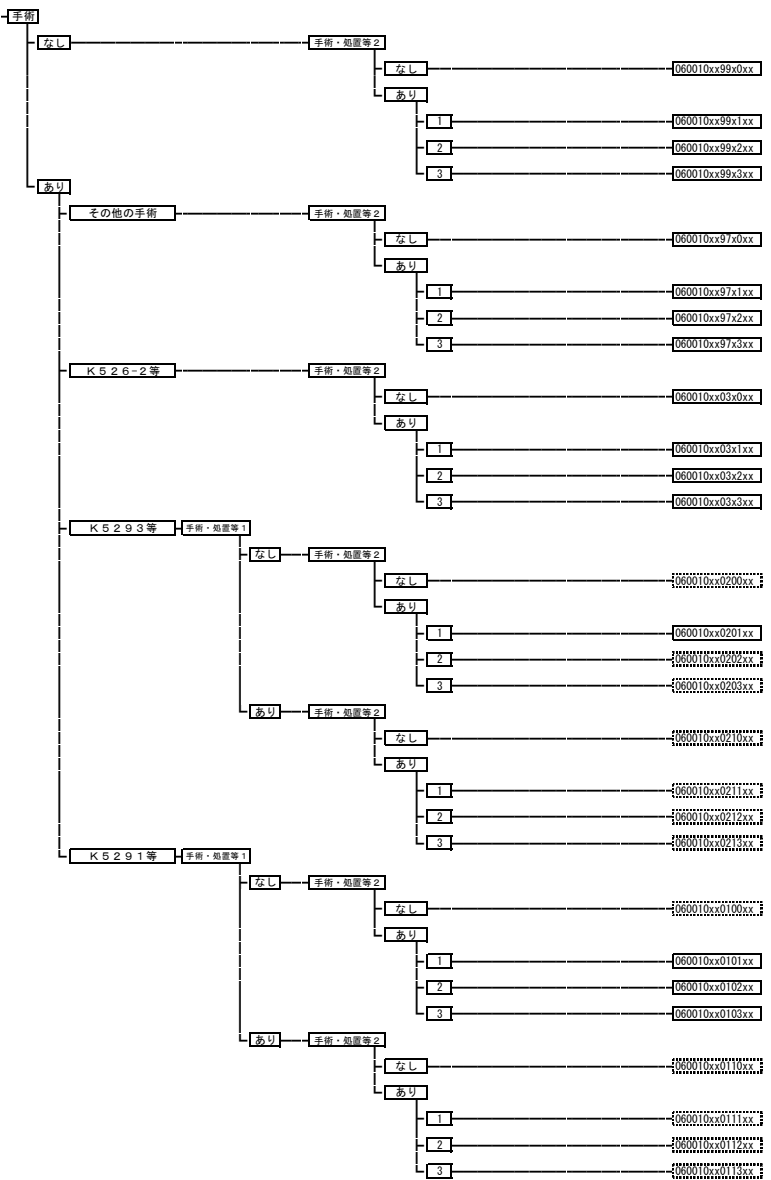 手術
なし 手術・処置等2
なし 060010xx99x0xx
あり
1 060010xx99x1xx
2 060010xx99x2xx
3 060010xx99x3xx
あり
その他の手術 手術・処置等2
なし 060010xx97x0xx
あり
1 060010xx97x1xx
2 060010xx97x2xx
3 060010xx97x3xx
K526-2等 手術・処置等2
なし 060010xx03x0xx
あり
1 060010xx03x1xx
2 060010xx03x2xx
3 060010xx03x3xx
K5293等 手術・処置等1
なし 手術・処置等2
なし 060010xx0200xx
あり
1 060010xx0201xx
2 060010xx0202xx
3 060010xx0203xx
あり 手術・処置等2
なし 060010xx0210xx
あり
1 060010xx0211xx
2 060010xx0212xx
3 060010xx0213xx
K5291等 手術・処置等1
なし 手術・処置等2
なし 060010xx0100xx
あり
1 060010xx0101xx
2 060010xx0102xx
3 060010xx0103xx
あり 手術・処置等2
なし 060010xx0110xx
あり
1 060010xx0111xx
2 060010xx0112xx
3 060010xx0113xx